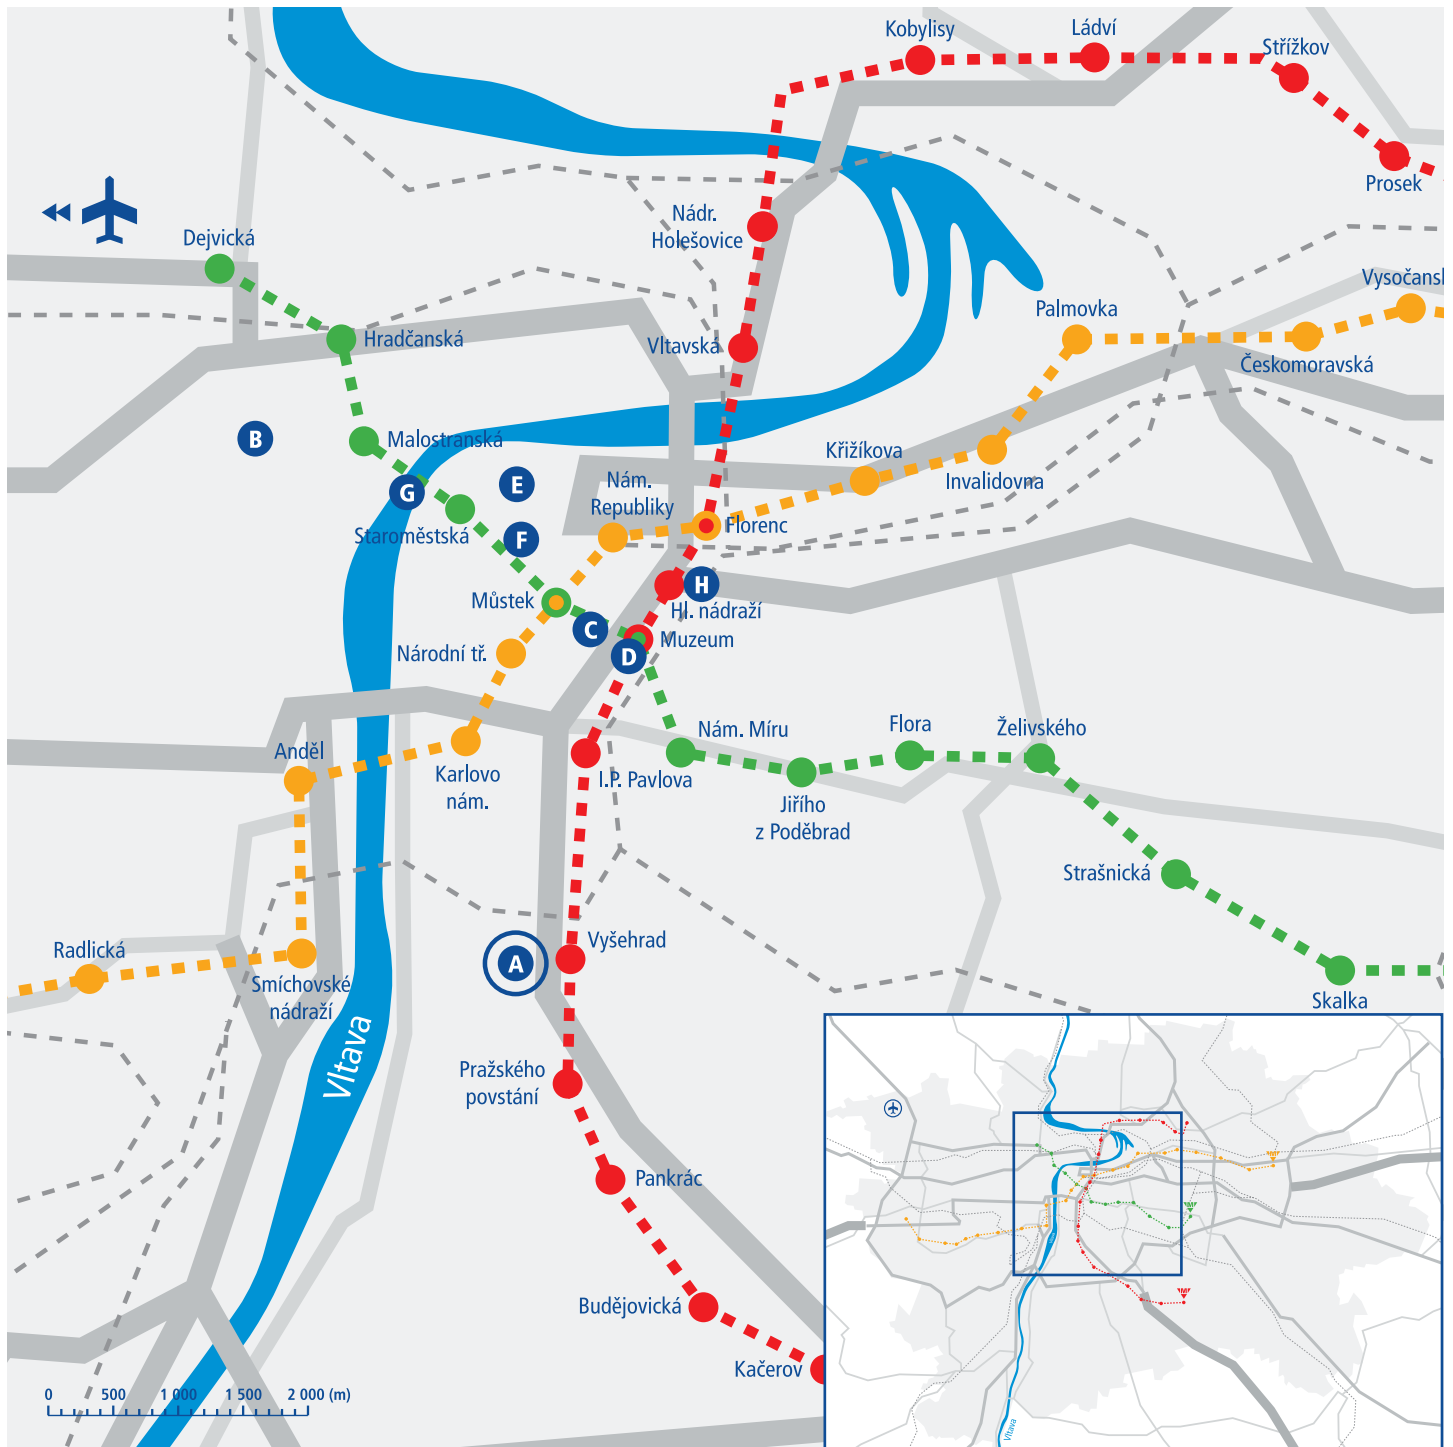 Kobylisy
Ládví
Střížkov
Prosek
Nádr.
Holešovice
Dejvická
Hradčanská
Vltavská
Palmovka
Vysočansk
Českomoravská
B
Malostranská
G
E
Nám.
Republiky
Křižíkova
Invalidovna
Staroměstská
F
Florenc
Můstek
H
Hl. nádraží
C
Muzeum
D
Národní tř.
Anděl
Karlovo
nám.
I.P. Pavlova
Nám. Míru
Jiřího
z Poděbrad
Flora
Želivského
Strašnická
Skalka
Radlická
Smíchovské
nádraží
A
Vyšehrad
Vltava
Pražského
povstání
Pankrác
Budějovická
Kačerov
0 500 1 000 1 500 2 000 (m)
M
M
M
Vltava